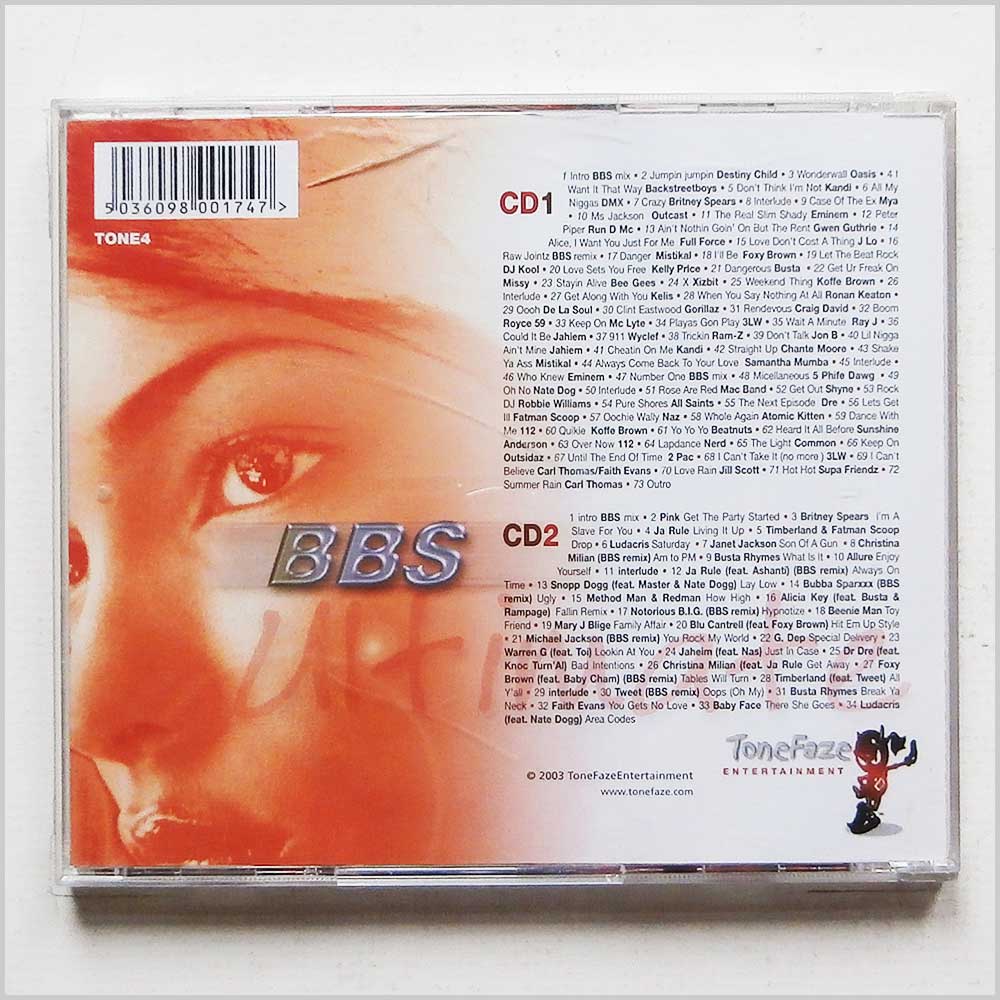 5 036098 001747 >
TONE4
CD1
1 Intro BBS mix • 2 Jumpin jumpin Destiny Child • 3 Wonderwall Oasis • 4 I
Want It That Way Backstreetboys • 5 Don't Think I'm Not Kandi • 6 All My
Niggas DMX • 7 Crazy Britney Spears • 8 Interlude • 9 Case Of The Ex Mya
• 10 Ms Jackson Outcast • 11 The Real Slim Shady Eminem • 12 Peter
Piper Run D Mc • 13 Ain't Nothin Goin' On But The Rent Gwen Guthrie • 14
Alice, I Want You Just For Me Full Force • 15 Love Don't Cost A Thing J Lo • 16
Raw Jointz BBS remix • 17 Danger Mistikal • 18 I'll Be Foxy Brown • 19 Let The Beat Rock
DJ Kool • 20 Love Sets You Free Kelly Price • 21 Dangerous Busta • 22 Get Ur Freak On
Missy • 23 Stayin Alive Bee Gees • 24 X Xizbit • 25 Weekend Thing Koffe Brown • 26
Interlude • 27 Get Along With You Kelis • 28 When You Say Nothing At All Ronan Keaton •
29 Oooh De La Soul • 30 Clint Eastwood Gorillaz • 31 Rendevous Craig David • 32 Boom
Royce 59 • 33 Keep On Mc Lyte • 34 Playas Gon Play 3LW • 35 Wait A Minute Ray J • 36
Could It Be Jahiem • 37 911 Wyclef • 38 Trickin Ram-Z • 39 Don't Talk Jon B • 40 Lil Nigga
Ain't Mine Jahiem • 41 Cheatin On Me Kandi • 42 Straight Up Chante Moore • 43 Shake
Ya Ass Mistikal • 44 Always Come Back To Your Love Samantha Mumba • 45 Interlude •
46 Who Knew Eminem • 47 Number One BBS mix • 48 Micellaneous 5 Phife Dawg • 49
Oh No Nate Dog • 50 Interlude • 51 Rose Are Red Mac Band • 52 Get Out Shyne • 53 Rock
DJ Robbie Williams • 54 Pure Shores All Saints • 55 The Next Episode Dre • 56 Lets Get
Ill Fatman Scoop • 57 Oochie Wally Naz • 58 Whole Again Atomic Kitten • 59 Dance With
Me 112 • 60 Quikie Koffe Brown • 61 Yo Yo Yo Beatnuts • 62 Heard It All Before Sunshine
Anderson • 63 Over Now 112 • 64 Lapdance Nerd • 65 The Light Common • 66 Keep On
Outsidaz • 67 Until The End Of Time 2 Pac • 68 I Can't Take It (no more ) 3LW • 69 I Can't
Believe Carl Thomas/Faith Evans • 70 Love Rain Jill Scott • 71 Hot Hot Supa Friendz • 72
Summer Rain Carl Thomas • 73 Outro
CD2
1 intro BBS mix • 2 Pink Get The Party Started • 3 Britney Spears I'm A
Slave For You • 4 Ja Rule Living It Up • 5 Timberland & Fatman Scoop
Drop • 6 Ludacris Saturday • 7 Janet Jackson Son Of A Gun • 8 Christina
Milian (BBS remix) Am to PM • 9 Busta Rhymes What Is It • 10 Allure Enjoy
Yourself • 11 interlude • 12 Ja Rule (feat. Ashanti) (BBS remix) Always On
Time • 13 Snopp Dogg (feat. Master & Nate Dogg) Lay Low • 14 Bubba Sparxxx (BBS
remix) Ugly • 15 Method Man & Redman How High • 16 Alicia Key (feat. Busta &
Rampage) Fallin Remix • 17 Notorious B.I.G. (BBS remix) Hypnotize • 18 Beenie Man Toy
Friend • 19 Mary J Blige Family Affair • 20 Blu Cantrell (feat. Foxy Brown) Hit Em Up Style
• 21 Michael Jackson (BBS remix) You Rock My World • 22 G. Dep Special Delivery • 23
Warren G (feat. Toi) Lookin At You • 24 Jaheim (feat. Nas) Just In Case • 25 Dr Dre (feat.
Knoc Turn'Al) Bad Intentions • 26 Christina Milian (feat. Ja Rule Get Away • 27 Foxy
Brown (feat. Baby Cham) (BBS remix) Tables Will Turn • 28 Timberland (feat. Tweet) All
Y'all • 29 interlude • 30 Tweet (BBS remix) Oops (Oh My) • 31 Busta Rhymes Break Ya
Neck • 32 Faith Evans You Gets No Love • 33 Baby Face There She Goes • 34 Ludacris
(feat. Nate Dogg) Area Codes
BBS
ToneFaze
ENTERTAINMENT
© 2003 ToneFazeEntertainment
www.tonefaze.com